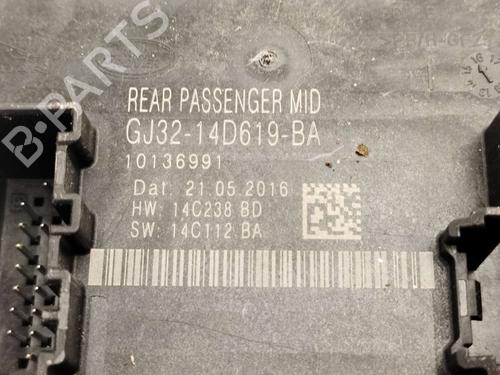 REAR PASSENGER MID
GJ32-14D619-BA
10136991
Dat: 21.05.2016
HW: 14C238 BD
SW: 14C112 BA
B-PARTS